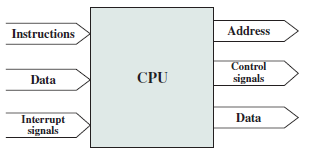 Instructions
Data
Interrupt
signals
CPU
Address
Control
signals
Data